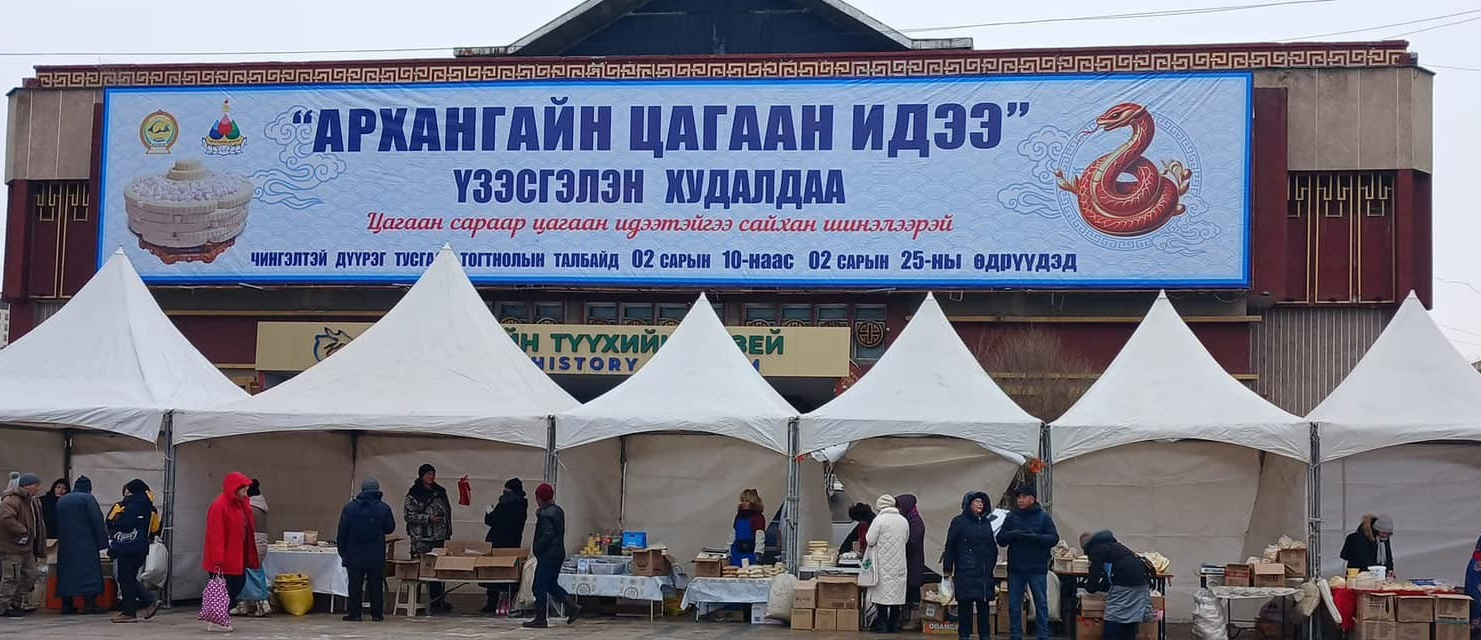 “АРХАНГАЙН ЦАГААН ИДЭЭ”
ҮЗЭСГЭЛЭН ХУДАЛДАА
Цагаан сараар цагаан идээтэйгээ сайхан шинэлээрэй
ЧИНГЭЛТЭЙ ДҮҮРЭГ ТОГТНОЛЫН ТАЛБАЙД 02 САРЫН 10-наас 02 САРЫН 25-ны өдрүүдэд
ТҮҮХИЙН
HISTORY